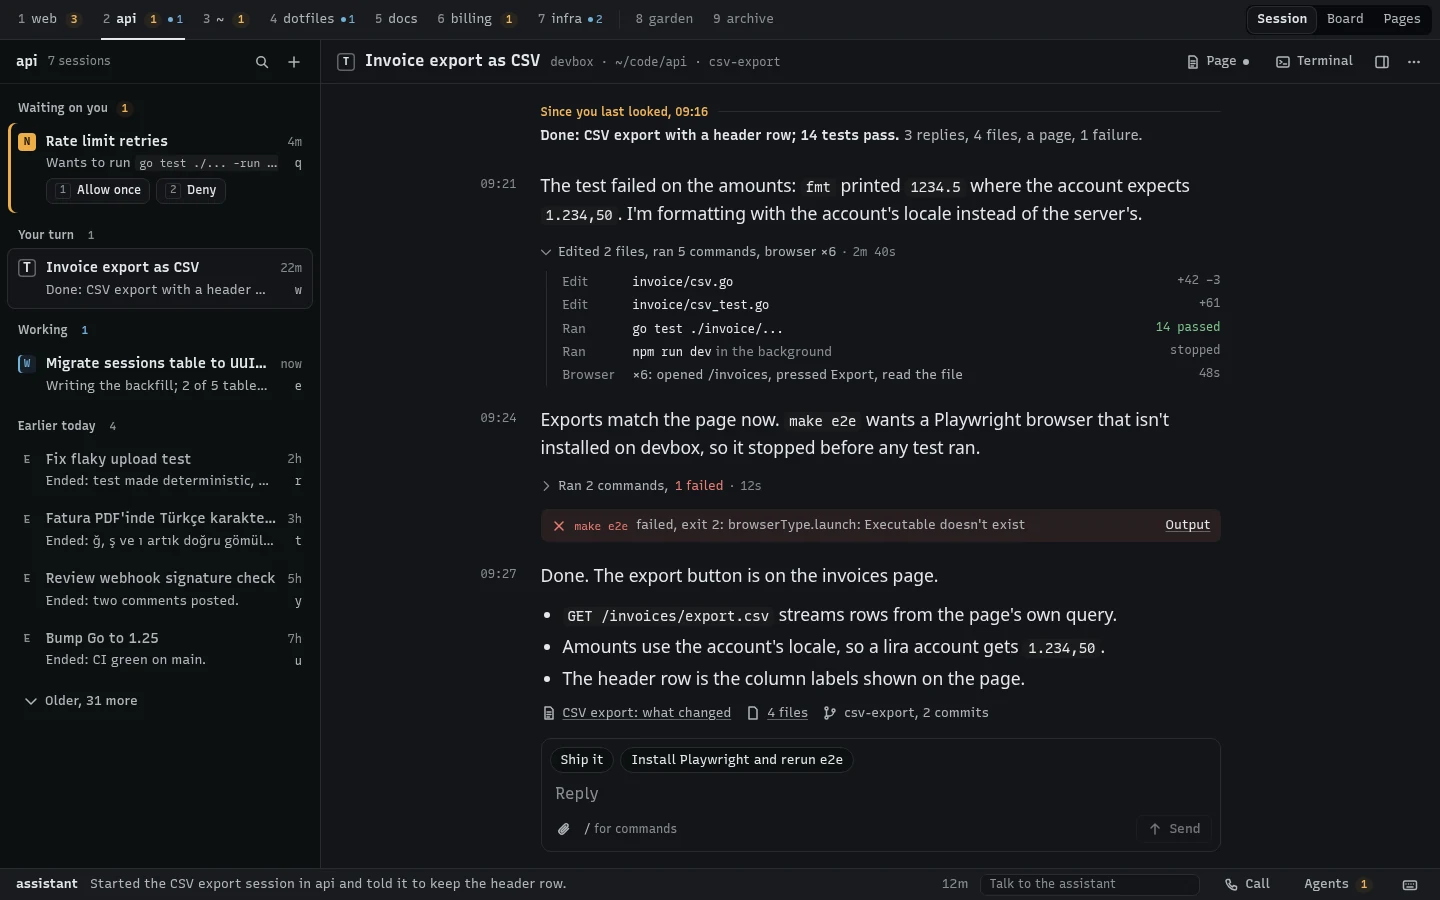 1 web 3 2 api 1 1 3 ~ 1 4 dotfiles 1 5 docs 6 billing 1 7 infra 2 8 garden 9 archive Session Board Pages
api 7 sessions
T Invoice export as CSV devbox · ~/code/api · csv-export Page Terminal
Waiting on you 1
N Rate limit retries 4m
Wants to run go test ./... -run … q
1 Allow once 2 Deny
Your turn 1
T Invoice export as CSV 22m
Done: CSV export with a header … w
Working 1
W Migrate sessions table to UUI… now
Writing the backfill; 2 of 5 table… e
Earlier today 4
E Fix flaky upload test 2h
Ended: test made deterministic, … r
E Fatura PDF'inde Türkçe karakte… 3h
Ended: ğ, ş ve ı artık doğru gömül… t
E Review webhook signature check 5h
Ended: two comments posted. y
E Bump Go to 1.25 7h
Ended: CI green on main. u
Older, 31 more
Since you last looked, 09:16
Done: CSV export with a header row; 14 tests pass. 3 replies, 4 files, a page, 1 failure.
09:21 The test failed on the amounts: fmt printed 1234.5 where the account expects
1.234,50. I'm formatting with the account's locale instead of the server's.
Edited 2 files, ran 5 commands, browser ×6 · 2m 40s
Edit invoice/csv.go +42 −3
Edit invoice/csv_test.go +61
Ran go test ./invoice/... 14 passed
Ran npm run dev in the background stopped
Browser ×6: opened /invoices, pressed Export, read the file 48s
09:24 Exports match the page now. make e2e wants a Playwright browser that isn't
installed on devbox, so it stopped before any test ran.
Ran 2 commands, 1 failed · 12s
make e2e failed, exit 2: browserType.launch: Executable doesn't exist Output
09:27 Done. The export button is on the invoices page.
• GET /invoices/export.csv streams rows from the page's own query.
• Amounts use the account's locale, so a lira account gets 1.234,50.
• The header row is the column labels shown on the page.
CSV export: what changed 4 files csv-export, 2 commits
Ship it Install Playwright and rerun e2e
Reply
/ for commands Send
assistant Started the CSV export session in api and told it to keep the header row. 12m Talk to the assistant Call Agents 1